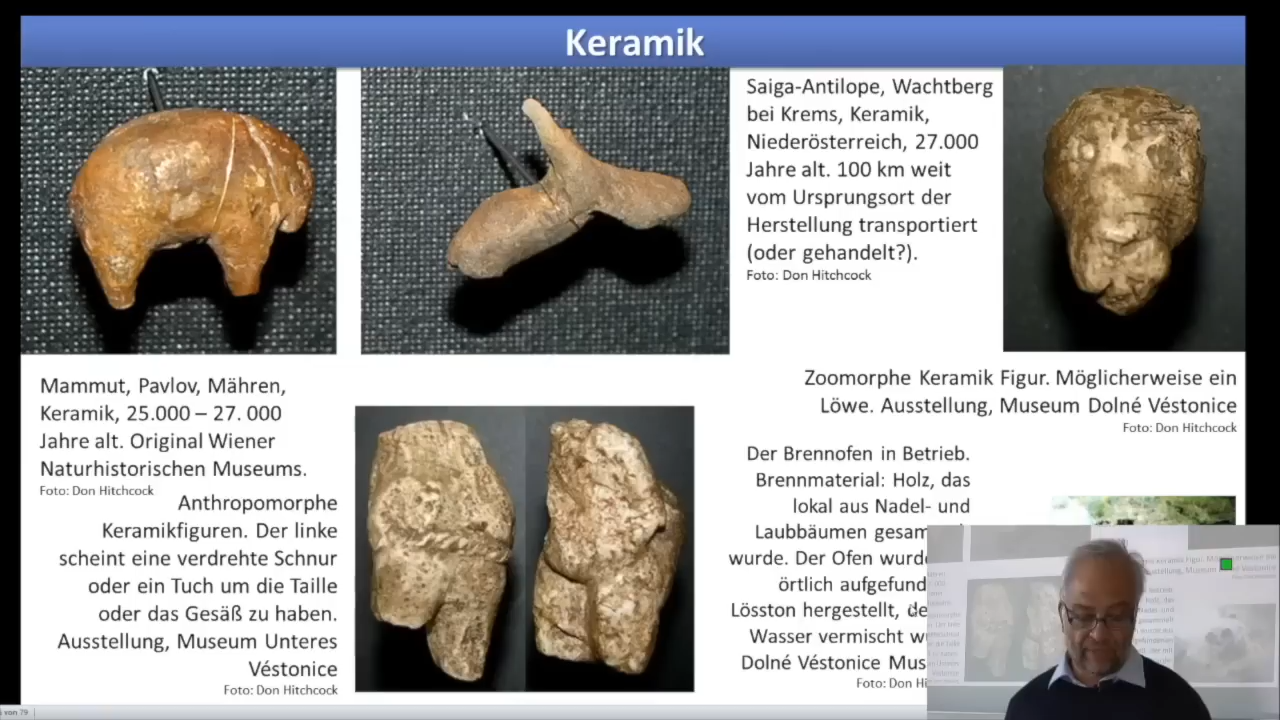 Keramik
Saiga-Antilope, Wachtberg
bei Krems, Keramik,
Niederösterreich, 27.000
Jahre alt. 100 km weit
vom Ursprungsort der
Herstellung transportiert
(oder gehandelt?).
Foto: Don Hitchcock
Mammut, Pavlov, Mähren,
Keramik, 25.000 – 27. 000
Jahre alt. Original Wiener
Naturhistorischen Museums.
Foto: Don Hitchcock
Anthropomorphe
Keramikfiguren. Der linke
scheint eine verdrehte Schnur
oder ein Tuch um die Taille
oder das Gesäß zu haben.
Ausstellung, Museum Unteres
Véstonice
Foto: Don Hitchcock
Zoomorphe Keramik Figur. Möglicherweise ein
Löwe. Ausstellung, Museum Dolné Véstonice
Foto: Don Hitchcock
Der Brennofen in Betrieb.
Brennmaterial: Holz, das
lokal aus Nadel- und
Laubbäumen gesam
wurde. Der Ofen wurd
örtlich aufgefund
Lösston hergestellt, de
Wasser vermischt w
Dolné Véstonice Mus
Foto: Don Hi
von 79